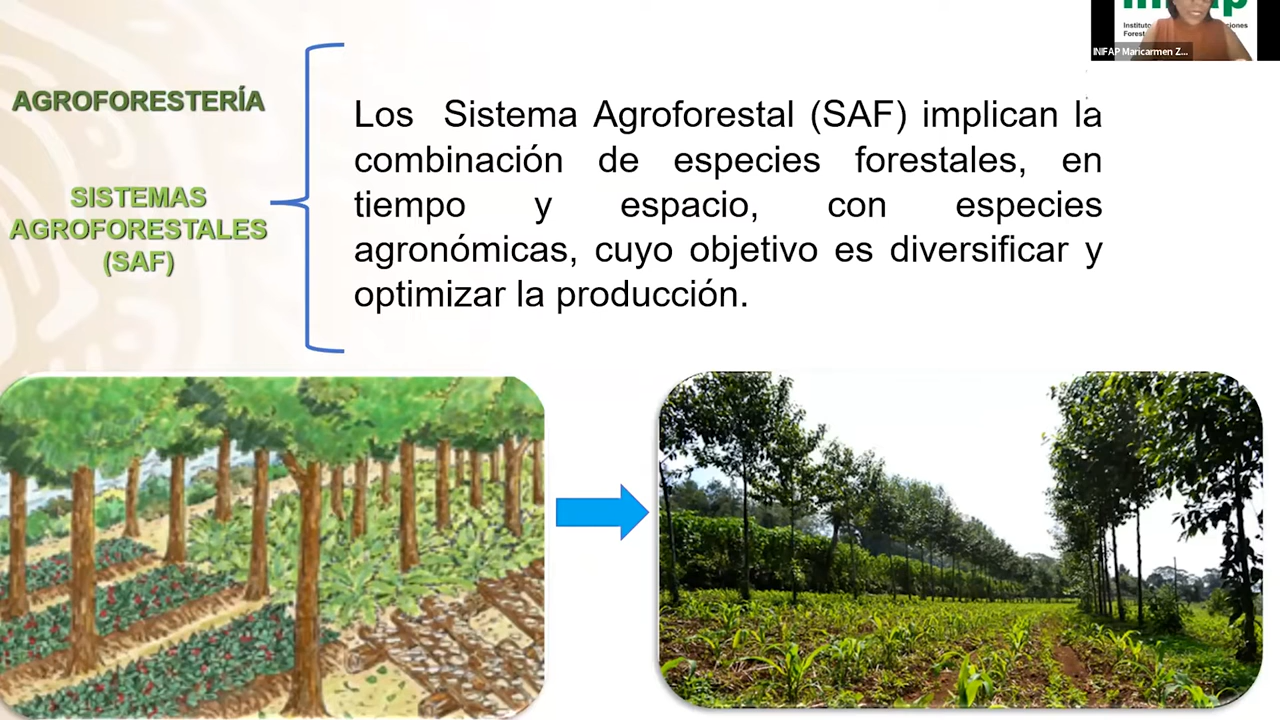 AGROFORESTERÍA
SISTEMAS
AGROFORESTALES
(SAF)
Los Sistema Agroforestal (SAF) implican la
combinación de especies forestales, en
tiempo y espacio, con especies
agronómicas, cuyo objetivo es diversificar y
optimizar la producción.
INIFAP Maricarmen Z...